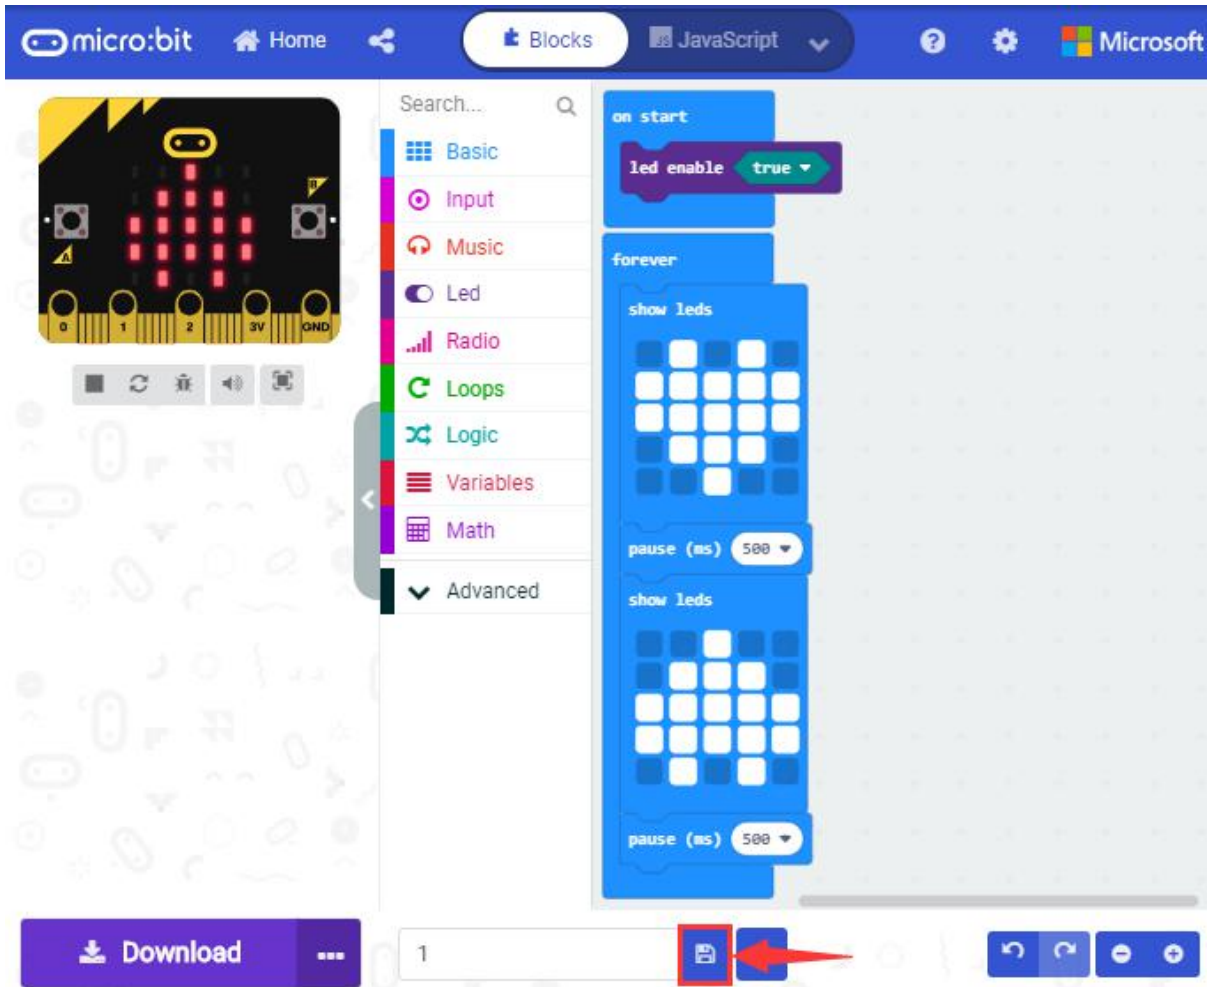 micro:bit Home Blocks JavaScript ? Microsoft
Search...
Basic
Input
Music
Led
Radio
Loops
Logic
Variables
Math
Advanced
B
A
0 1 2 3V GND
on start
led enable true
forever
show leds
pause (ms) 500
show leds
pause (ms) 500
Download ... 1